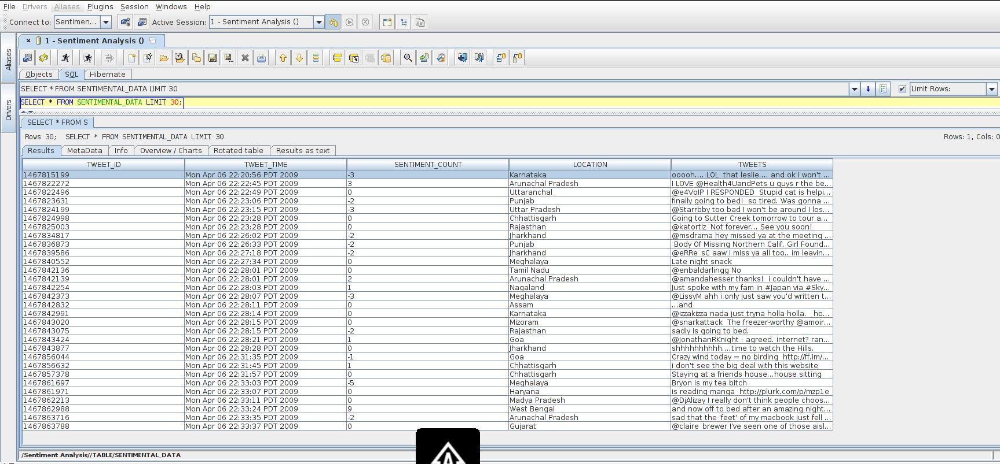 File Drivers Aliases Plugins Session Windows Help
Connect to: Sentimen... Active Session: 1 - Sentiment Analysis ()
1 - Sentiment Analysis ()
Aliases
Drivers
Objects SQL Hibernate
SELECT * FROM SENTIMENTAL_DATA LIMIT 30 Limit Rows:
SELECT * FROM SENTIMENTAL_DATA LIMIT 30;
SELECT * FROM S
Rows 30; SELECT * FROM SENTIMENTAL_DATA LIMIT 30 Rows: 1, Cols: 0
Results MetaData Info Overview / Charts Rotated table Results as text
TWEET_ID TWEET_TIME SENTIMENT_COUNT LOCATION TWEETS
1467815199 Mon Apr 06 22:20:56 PDT 2009 -3 Karnataka ooooh.... LOL that leslie.... and ok I won't ...
1467822272 Mon Apr 06 22:22:45 PDT 2009 3 Arunachal Pradesh I LOVE @Health4UandPets u guys r the be...
1467822496 Mon Apr 06 22:22:49 PDT 2009 0 Uttaranchal @e4VoIP I RESPONDED Stupid cat is helpi...
1467823631 Mon Apr 06 22:23:06 PDT 2009 -2 Punjab finally going to bed! so tired. Was gonna ...
1467824199 Mon Apr 06 22:23:15 PDT 2009 -3 Uttar Pradesh @Starrbby too bad I won't be around I los...
1467824998 Mon Apr 06 22:23:28 PDT 2009 0 Chhattisgarh Going to Sutter Creek tomorrow to tour a...
1467825003 Mon Apr 06 22:23:28 PDT 2009 0 Rajasthan @katortiz Not forever... See you soon!
1467834817 Mon Apr 06 22:26:02 PDT 2009 -2 Jharkhand @msdrama hey missed ya at the meeting ...
1467836873 Mon Apr 06 22:26:33 PDT 2009 -2 Punjab Body Of Missing Northern Calif. Girl Found...
1467839586 Mon Apr 06 22:27:18 PDT 2009 -2 Jharkhand @eRRe_sC aaw i miss ya all too.. im leavin...
1467840552 Mon Apr 06 22:27:34 PDT 2009 0 Meghalaya Late night snack
1467842136 Mon Apr 06 22:28:01 PDT 2009 0 Tamil Nadu @enbaldarlingg No
1467842139 Mon Apr 06 22:28:01 PDT 2009 2 Arunachal Pradesh @amandahesser thanks! i couldn't have ...
1467842254 Mon Apr 06 22:28:03 PDT 2009 1 Nagaland Just spoke with my fam in #Japan via #Sky...
1467842373 Mon Apr 06 22:28:07 PDT 2009 -3 Meghalaya @LissyM ahh i only just saw you'd written t...
1467842832 Mon Apr 06 22:28:11 PDT 2009 0 Assam ...and
1467842991 Mon Apr 06 22:28:14 PDT 2009 0 Karnataka @izzakizza nada just tryna holla holla. ho...
1467843020 Mon Apr 06 22:28:15 PDT 2009 0 Mizoram @snarkattack The freezer-worthy @amoir...
1467843075 Mon Apr 06 22:28:15 PDT 2009 -2 Rajasthan sadly is going to bed.
1467843424 Mon Apr 06 22:28:21 PDT 2009 1 Goa @JonathanRKnight : agreed. internet? ran...
1467843877 Mon Apr 06 22:28:28 PDT 2009 0 Jharkhand shhhhhhhhhh....time to watch the Hills.
1467856044 Mon Apr 06 22:31:35 PDT 2009 -1 Goa Crazy wind today = no birding http://ff.im/...
1467856632 Mon Apr 06 22:31:45 PDT 2009 1 Chhattisgarh i don't see the big deal with this website
1467857378 Mon Apr 06 22:31:57 PDT 2009 0 Chhattisgarh Staying at a friends house...house sitting
1467861697 Mon Apr 06 22:33:03 PDT 2009 -5 Meghalaya Bryon is my tea bitch
1467861971 Mon Apr 06 22:33:07 PDT 2009 0 Haryana is reading manga http://plurk.com/p/mzp1e
1467862213 Mon Apr 06 22:33:11 PDT 2009 0 Madya Pradesh @DjAlizay I really don't think people choos...
1467862988 Mon Apr 06 22:33:24 PDT 2009 9 West Bengal and now off to bed after an amazing night...
1467863716 Mon Apr 06 22:33:35 PDT 2009 -2 Arunachal Pradesh sad that the 'feet' of my macbook just fell ...
1467863788 Mon Apr 06 22:33:37 PDT 2009 0 Gujarat @claire_brewer I've seen one of those aisl...
/Sentiment Analysis//TABLE/SENTIMENTAL_DATA